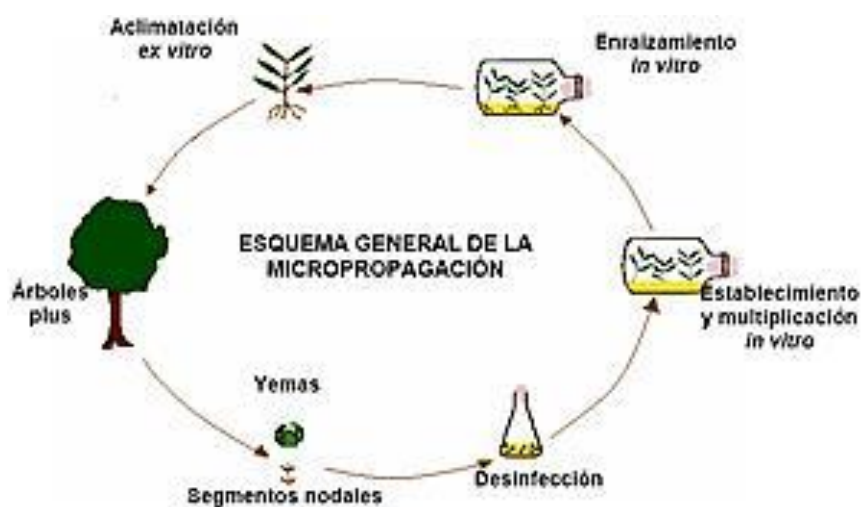 Aclimatación
ex vitro
Enraizamiento
in vitro
ESQUEMA GENERAL DE LA
MICROPROPAGACIÓN
Árboles
plus
Establecimiento
y multiplicación
in vitro
Yemas
Segmentos nodales
Desinfección